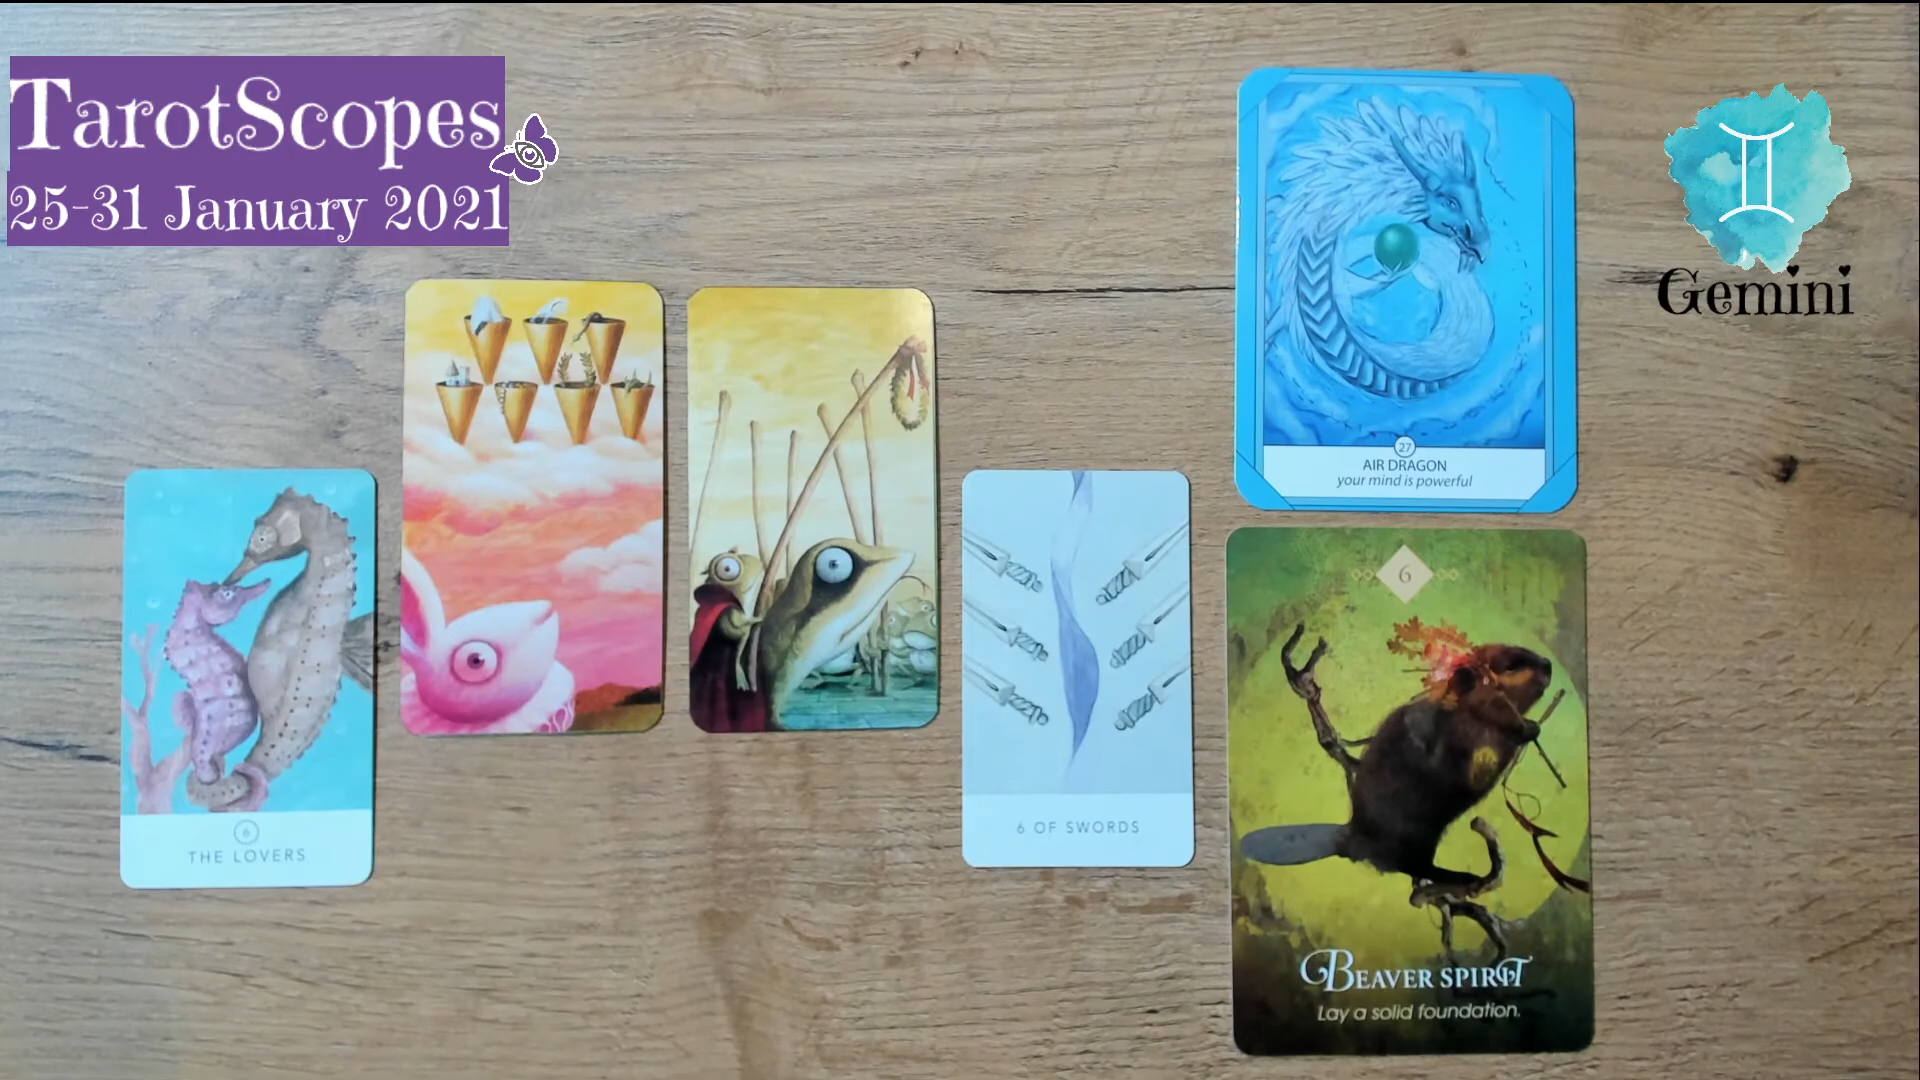 TarotScopes
25-31 January 2021
Gemini
27
AIR DRAGON
your mind is powerful
6
THE LOVERS
6 OF SWORDS
6
BEAVER SPIRIT
Lay a solid foundation.